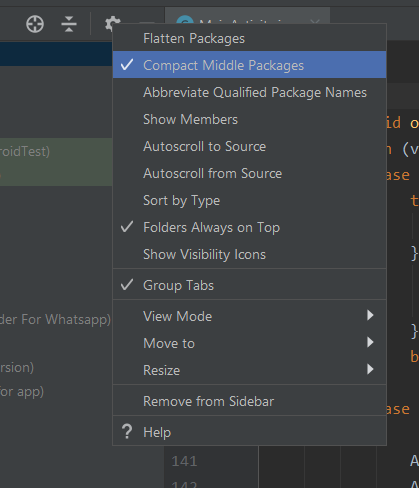 Flatten Packages
Compact Middle Packages
Abbreviate Qualified Package Names
Show Members
Autoscroll to Source
Autoscroll from Source
Sort by Type
Folders Always on Top
Show Visibility Icons
Group Tabs
View Mode
Move to
Resize
Remove from Sidebar
? Help
roidTest)
der For Whatsapp)
rsion)
for app)
id o
n (v
ase
t
}
}
b
ase
141 A
142 A